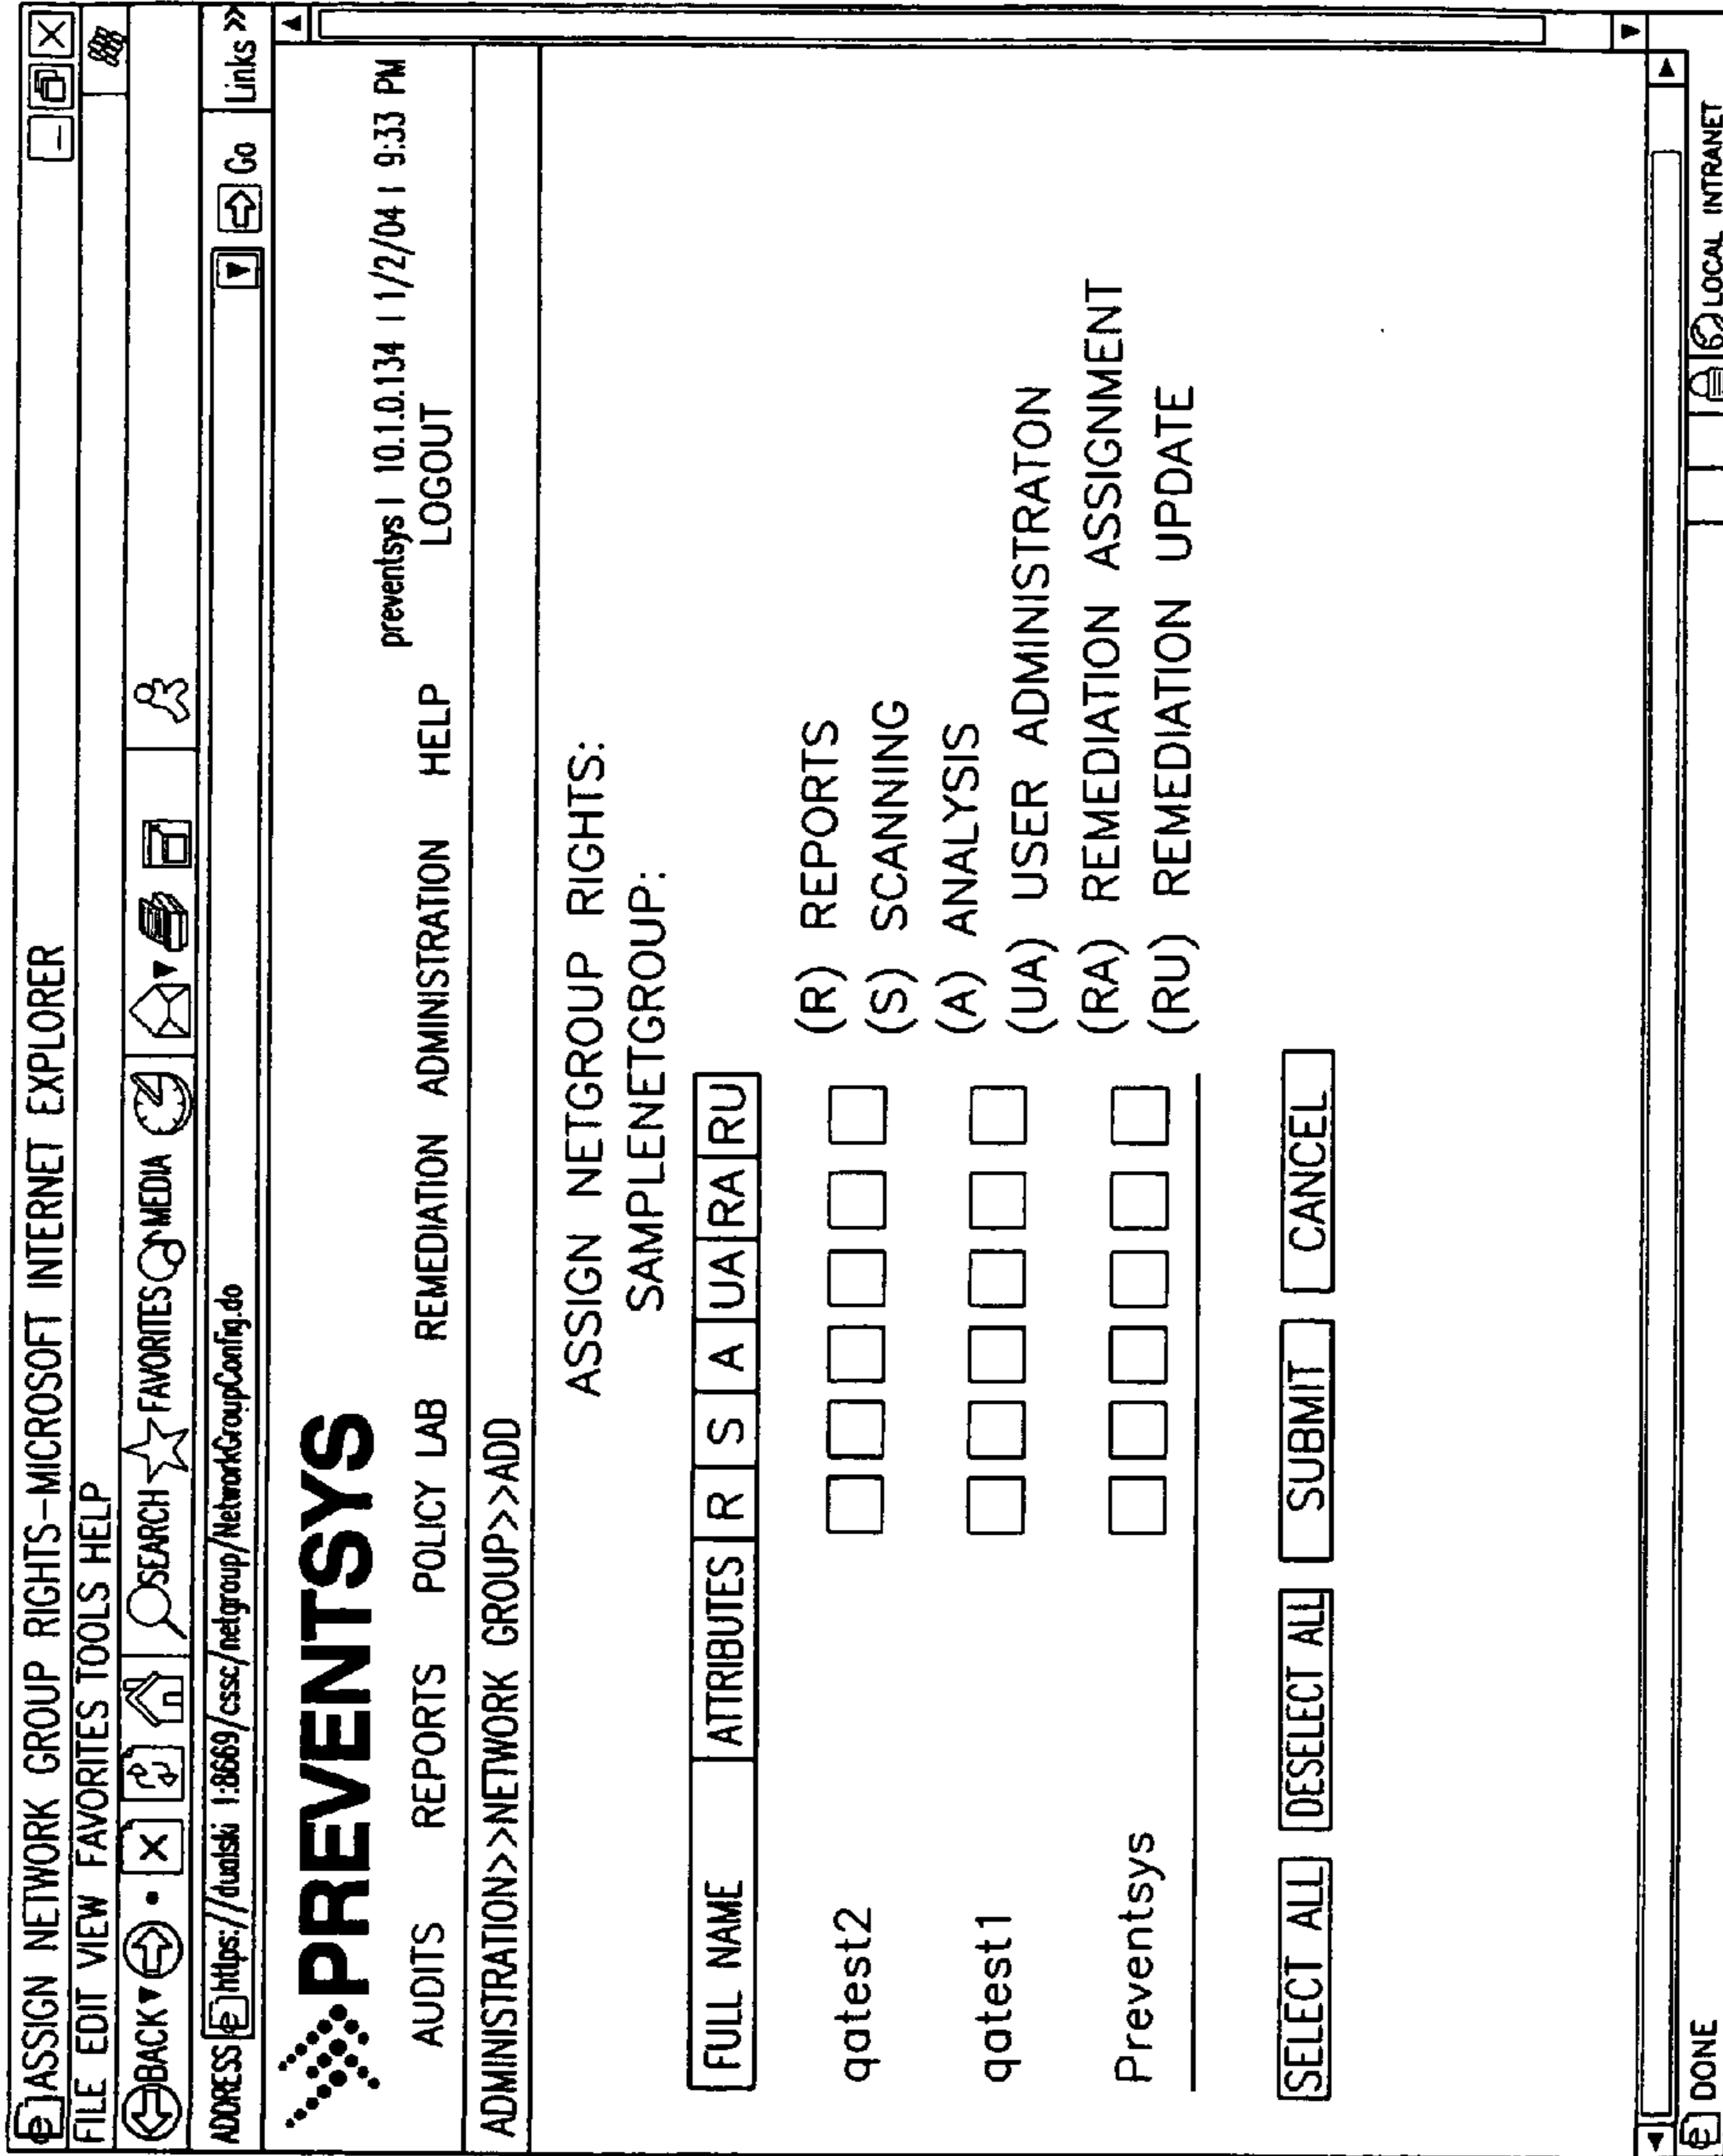 ASSIGN NETWORK GROUP RIGHTS-MICROSOFT INTERNET EXPLORER
FILE EDIT VIEW FAVORITES TOOLS HELP
BACK SEARCH FAVORITES MEDIA
ADDRESS https://dualski 1:8669/cssc/netgroup/NetworkGroupConfig.do Go Links >>
PREVENTSYS
preventsys | 10.1.0.134 | 1/2/04 | 9:33 PM
AUDITS REPORTS POLICY LAB REMEDIATION ADMINISTRATION HELP LOGOUT
ADMINISTRATION>>NETWORK GROUP>>ADD
ASSIGN NETGROUP RIGHTS:
SAMPLENETGROUP:
FULL NAME ATTRIBUTES R S A UA RA RU
(R) REPORTS
qatest2
(S) SCANNING
(A) ANALYSIS
qatest1
(UA) USER ADMINISTRATON
(RA) REMEDIATION ASSIGNMENT
Preventsys
(RU) REMEDIATION UPDATE
SELECT ALL DESELECT ALL SUBMIT CANCEL
DONE LOCAL INTRANET